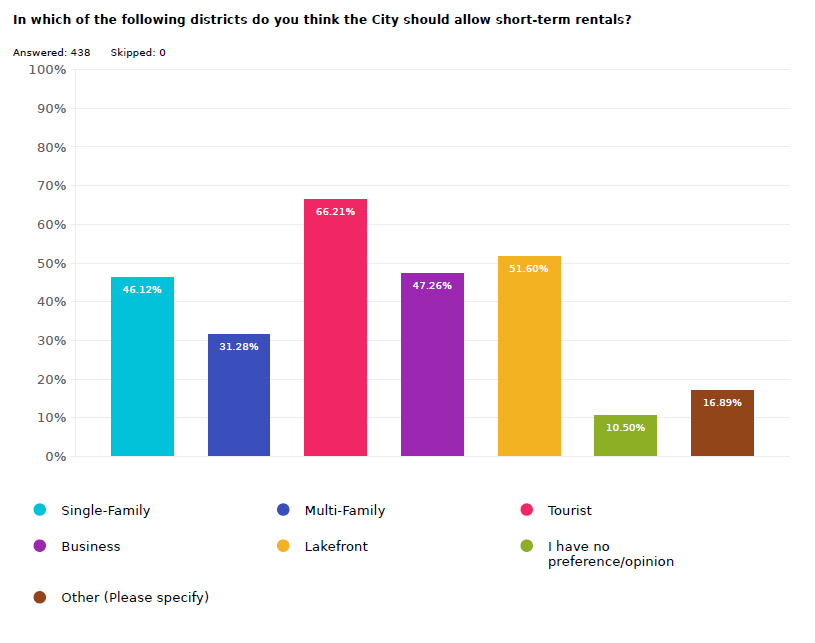 In which of the following districts do you think the City should allow short-term rentals?
Answered: 438 Skipped: 0
100%
90%
80%
70%
60%
50%
40%
30%
20%
10%
0%
46.12%
31.28%
66.21%
47.26%
51.60%
10.50%
16.89%
Single-Family
Multi-Family
Tourist
Business
Lakefront
I have no
preference/opinion
Other (Please specify)